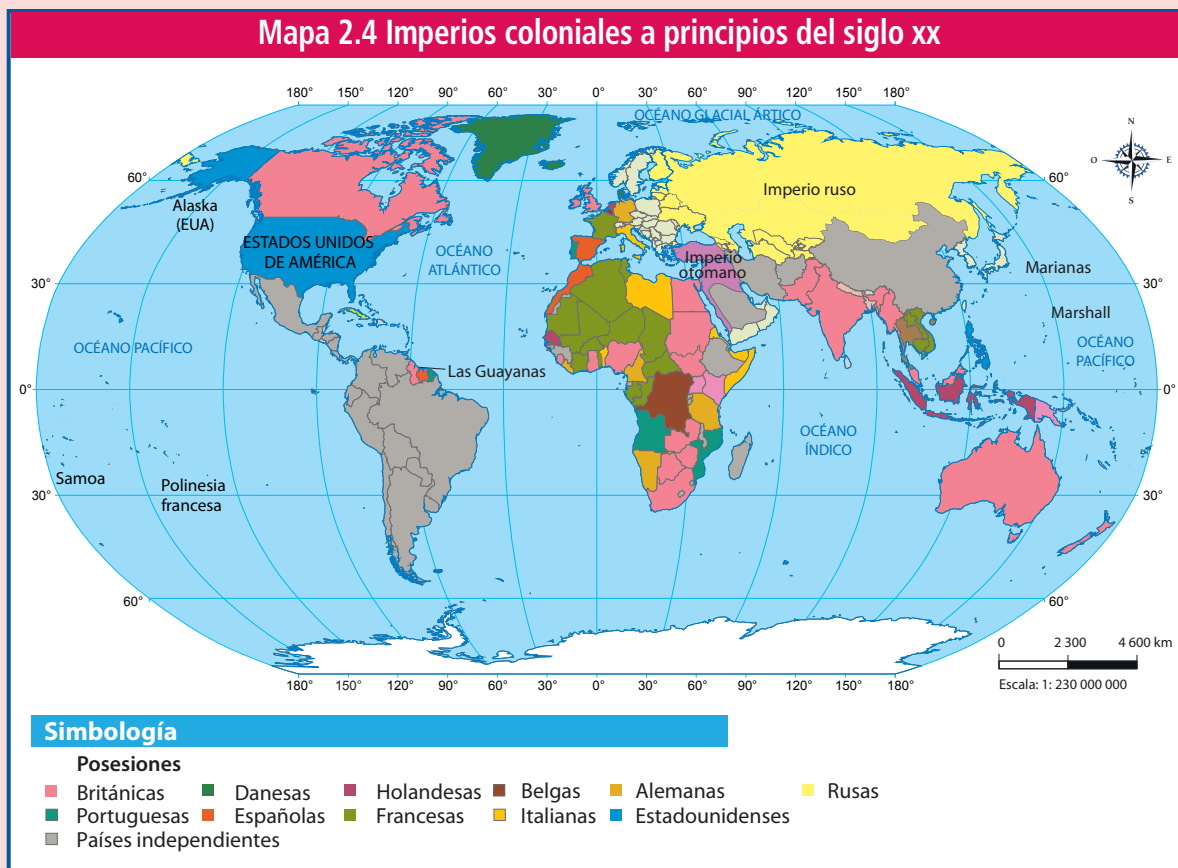 Mapa 2.4 Imperios coloniales a principios del siglo xx
180° 150° 120° 90° 60° 30° 0° 30° 60° 90° 120° 150° 180°
OCÉANO GLACIAL ÁRTICO
N
O E
S
60° 60°
Alaska
(EUA)
Imperio ruso
ESTADOS UNIDOS
DE AMÉRICA
OCÉANO
ATLÁNTICO
Imperio
otomano
Marianas
30° 30°
Marshall
OCÉANO PACÍFICO
OCÉANO
PACÍFICO
Las Guayanas
0° 0°
OCÉANO
ÍNDICO
Samoa
Polinesia
francesa
30° 30°
60° 60°
0 2 300 4 600 km
Escala: 1: 230 000 000
180° 150° 120° 90° 60° 30° 0° 30° 60° 90° 120° 150° 180°
Simbología
Posesiones
Británicas Danesas Holandesas Belgas Alemanas Rusas
Portuguesas Españolas Francesas Italianas Estadounidenses
Países independientes